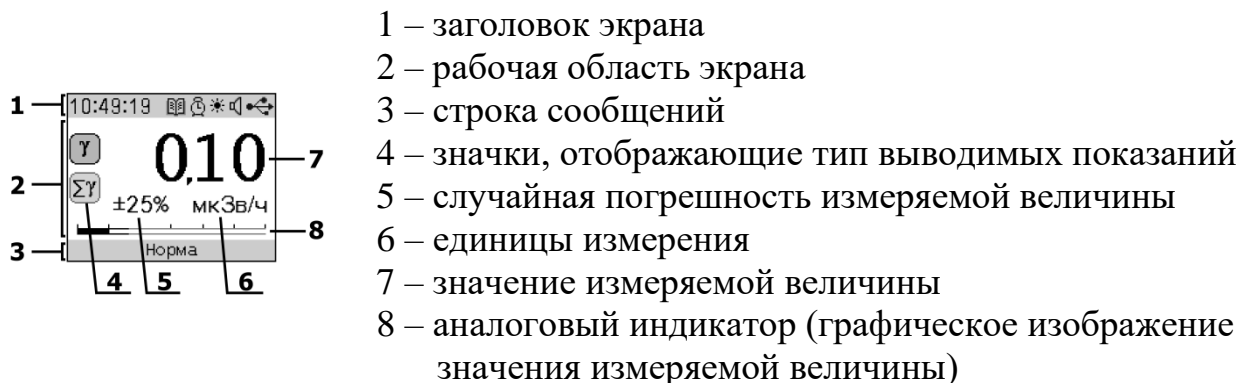 1 – заголовок экрана
2 – рабочая область экрана
3 – строка сообщений
4 – значки, отображающие тип выводимых показаний
5 – случайная погрешность измеряемой величины
6 – единицы измерения
7 – значение измеряемой величины
8 – аналоговый индикатор (графическое изображение
значения измеряемой величины)
1
10:49:19
γ
0,10
7
2
Σγ
±25% мкЗв/ч
8
3
Норма
4 5 6